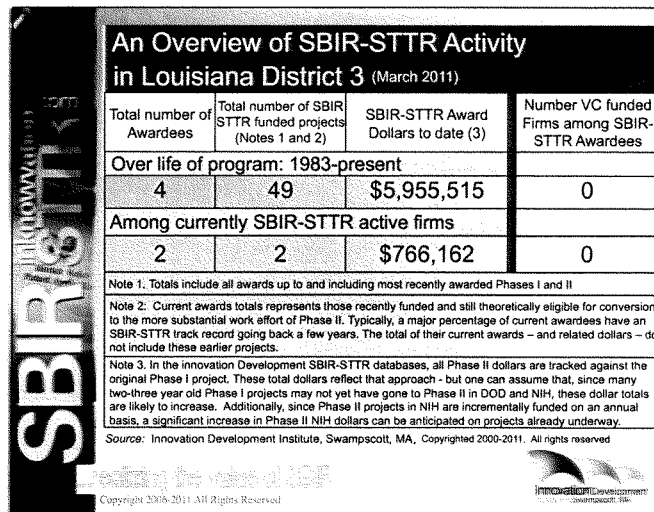 An Overview of SBIR-STTR Activity
in Louisiana District 3 (March 2011)
Total number of Awardees
Total number of SBIR STTR funded projects (Notes 1 and 2)
SBIR-STTR Award Dollars to date (3)
Number VC funded Firms among SBIR-STTR Awardees
Over life of program: 1983-present
4 49 $5,955,515 0
Among currently SBIR-STTR active firms
2 2 $766,162 0
Note 1. Totals include all awards up to and including most recently awarded Phases I and II
Note 2: Current awards totals represents those recently funded and still theoretically eligible for conversion
to the more substantial work effort of Phase II. Typically, a major percentage of current awardees have an
SBIR-STTR track record going back a few years. The total of their current awards – and related dollars – do
not include these earlier projects.
Note 3. In the innovation Development SBIR-STTR databases, all Phase II dollars are tracked against the
original Phase I project. These total dollars reflect that approach - but one can assume that, since many
two-three year old Phase I projects may not yet have gone to Phase II in DOD and NIH, these dollar totals
are likely to increase. Additionally, since Phase II projects in NIH are incrementally funded on an annual
basis, a significant increase in Phase II NIH dollars can be anticipated on projects already underway.
Source: Innovation Development Institute, Swampscott, MA, Copyrighted 2000-2011. All rights reserved
SBIR & STTR
realizing the value of SBIR
Copyright 2006-2011 All Rights Reserved
Innovation Development
Swampscott, MA